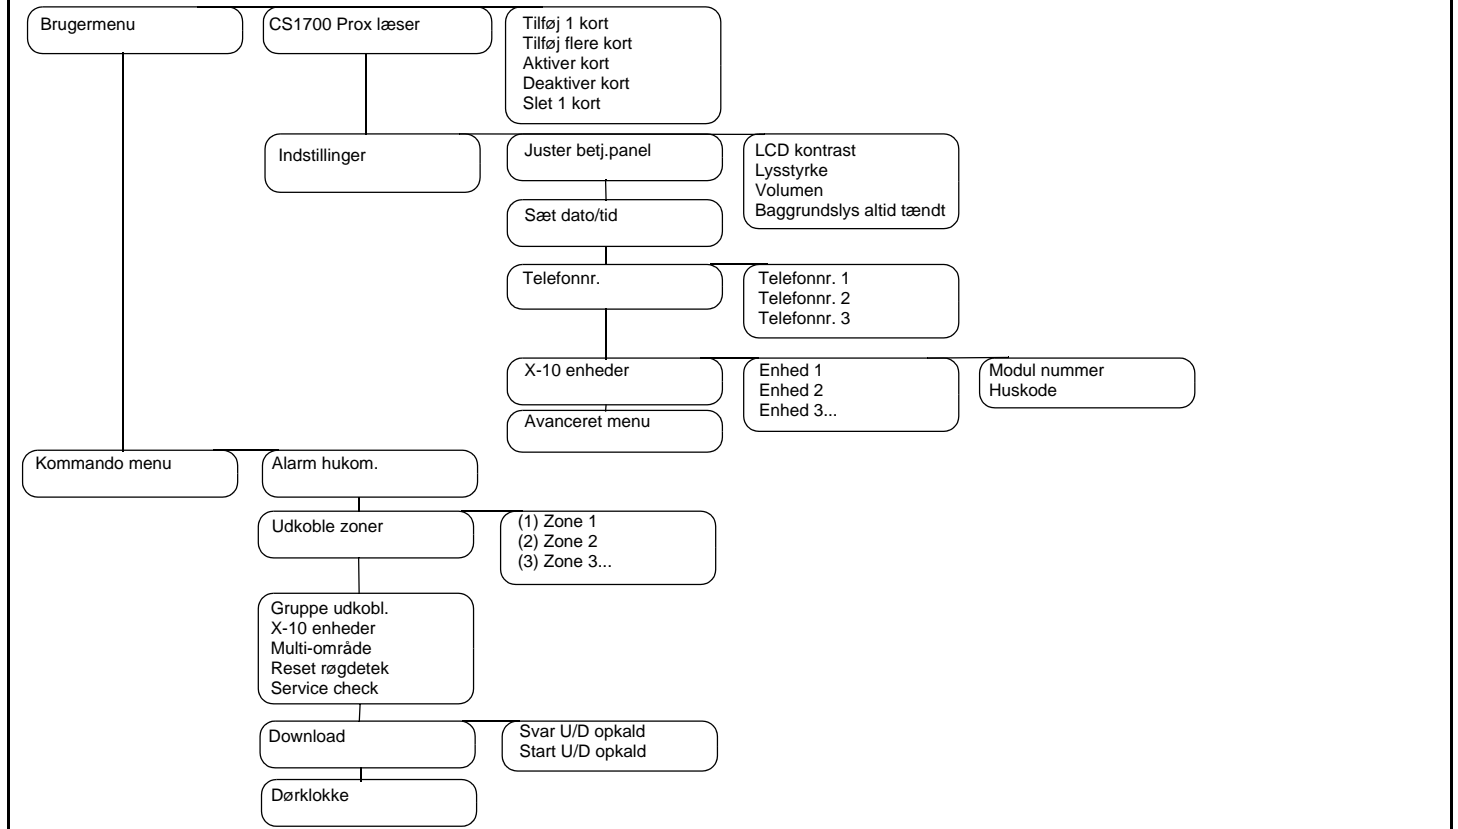 Brugermenu
CS1700 Prox læser
Tilføj 1 kort
Tilføj flere kort
Aktiver kort
Deaktiver kort
Slet 1 kort
Indstillinger
Juster betj.panel
LCD kontrast
Lysstyrke
Volumen
Baggrundslys altid tændt
Sæt dato/tid
Telefonnr.
Telefonnr. 1
Telefonnr. 2
Telefonnr. 3
X-10 enheder
Enhed 1
Enhed 2
Enhed 3...
Modul nummer
Huskode
Avanceret menu
Kommando menu
Alarm hukom.
Udkoble zoner
(1) Zone 1
(2) Zone 2
(3) Zone 3...
Gruppe udkobl.
X-10 enheder
Multi-område
Reset røgdetek
Service check
Download
Svar U/D opkald
Start U/D opkald
Dørklokke